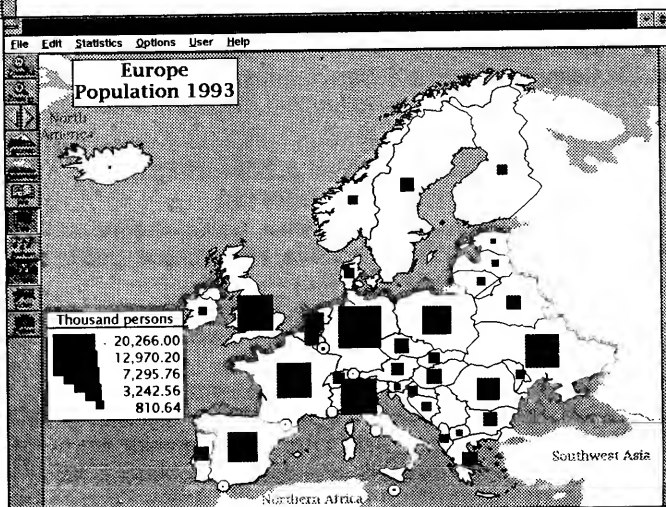 File Edit Statistics Options User Help
Europe
Population 1993
North
America
Thousand persons
20,266.00
12,970.20
7,295.76
3,242.56
810.64
Southwest Asia
Northern Africa